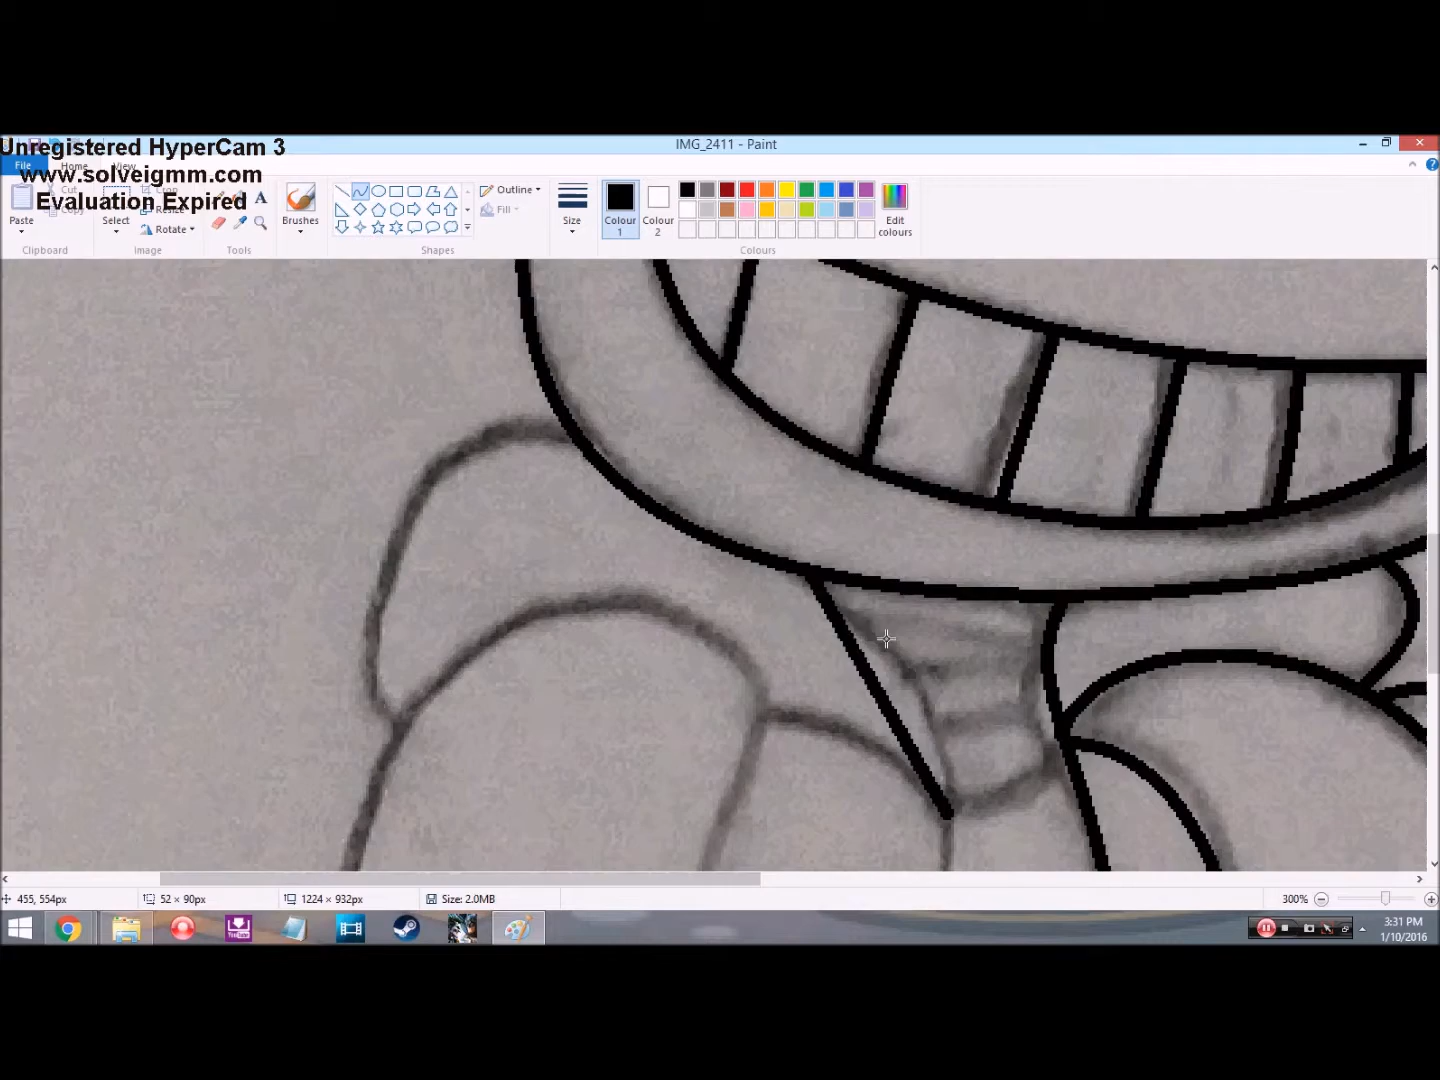 Unregistered HyperCam 3
www.solveigmm.com
Evaluation Expired
IMG_2411 - Paint
File
Home
View
Paste
Cut
Copy
Clipboard
Select
Crop
Resize
Rotate
Image
A
Tools
Brushes
Outline
Fill
Shapes
Size
Colour 1
Colour 2
Edit colours
Colours
455, 554px
52 × 90px
1224 × 932px
Size: 2.0MB
300%
YouTube
3:31 PM
1/10/2016